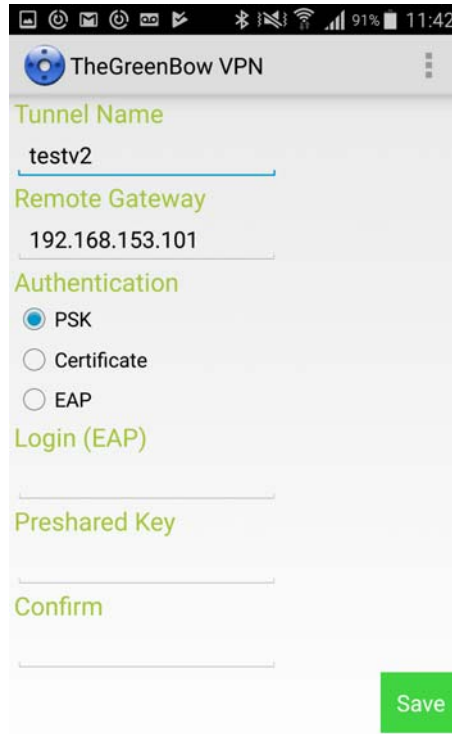 91% 11:42
TheGreenBow VPN
Tunnel Name
testv2
Remote Gateway
192.168.153.101
Authentication
PSK
Certificate
EAP
Login (EAP)
Preshared Key
Confirm
Save